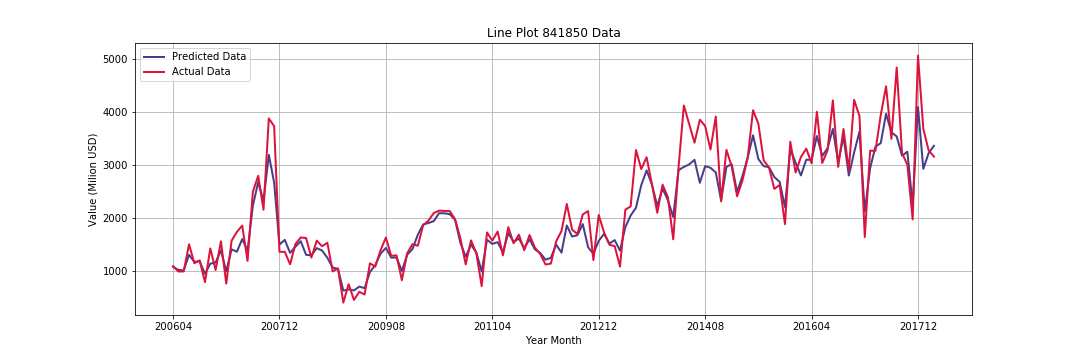 Line Plot 841850 Data
Predicted Data
Actual Data
Value (Milion USD)
5000
4000
3000
2000
1000
200604 200712 200908 201104 201212 201408 201604 201712
Year Month